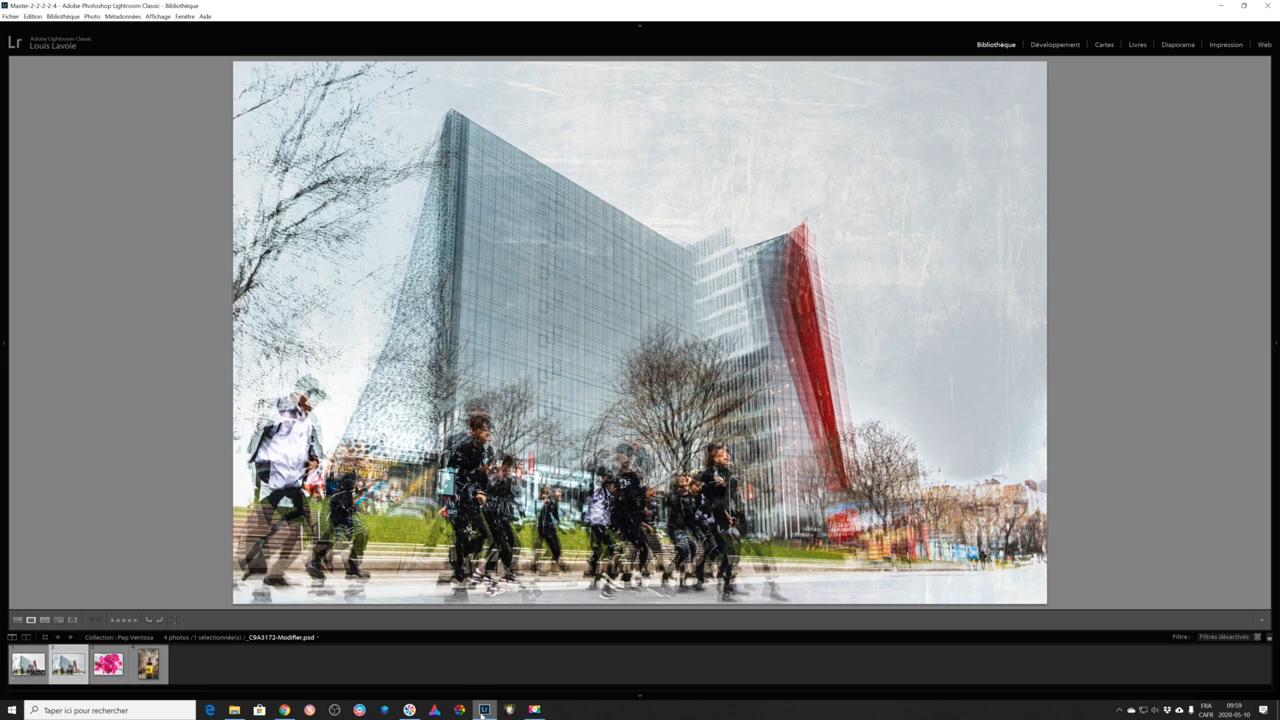 Master-2-2-2-2-4 - Adobe Photoshop Lightroom Classic - Bibliothèque
Fichier Edition Bibliothèque Photo Métadonnées Affichage Fenêtre Aide
Lr Adobe Lightroom Classic
Louis Lavoie
Bibliothèque | Développement | Cartes | Livres | Diaporama | Impression | Web
Collection : Pep Ventosa 4 photos /1 sélectionnée(s) /_C9A3172-Modifier.psd
Filtre : Filtres désactivés
Taper ici pour rechercher
FRA
CAFR
09:59
2020-05-10